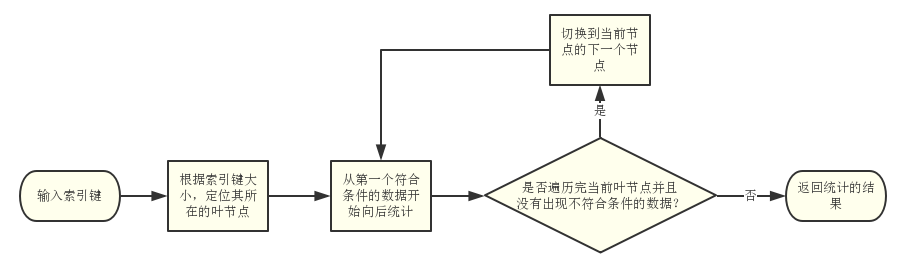 输入索引键
根据索引键大
小，定位其所
在的叶节点
从第一个符合
条件的数据开
始向后统计
是否遍历完当前叶节点并且
没有出现不符合条件的数据？
是
切换到当前节
点的下一个节
点
否
返回统计的结
果